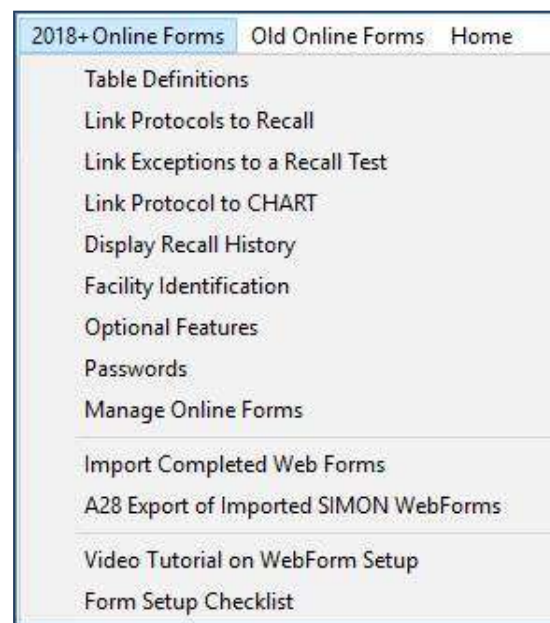 2018+ Online Forms Old Online Forms Home
Table Definitions
Link Protocols to Recall
Link Exceptions to a Recall Test
Link Protocol to CHART
Display Recall History
Facility Identification
Optional Features
Passwords
Manage Online Forms
Import Completed Web Forms
A28 Export of Imported SIMON WebForms
Video Tutorial on WebForm Setup
Form Setup Checklist